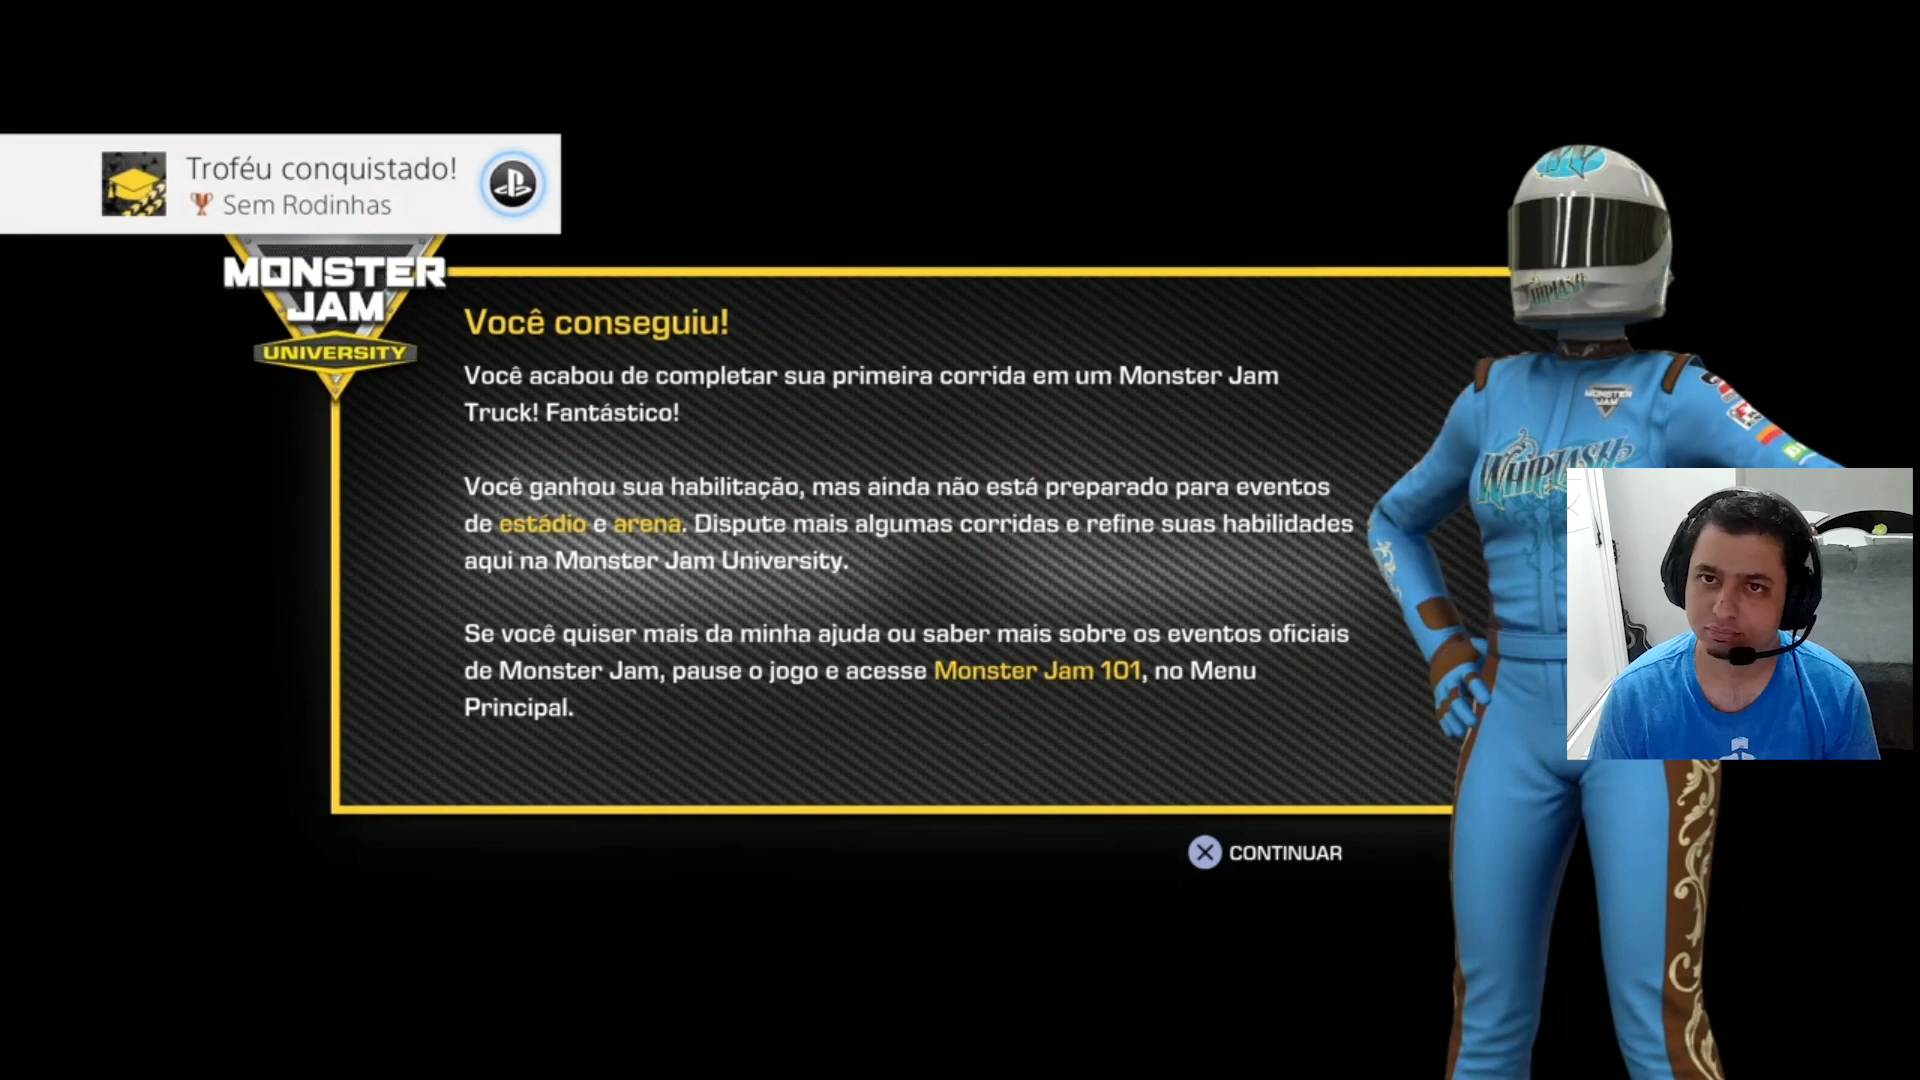 Troféu conquistado!
Sem Rodinhas
MONSTER
JAM
UNIVERSITY
Você conseguiu!
Você acabou de completar sua primeira corrida em um Monster Jam
Truck! Fantástico!
Você ganhou sua habilitação, mas ainda não está preparado para eventos
de estádio e arena. Dispute mais algumas corridas e refine suas habilidades
aqui na Monster Jam University.
Se você quiser mais da minha ajuda ou saber mais sobre os eventos oficiais
de Monster Jam, pause o jogo e acesse Monster Jam 101, no Menu
Principal.
CONTINUAR
WHIPLASH
MONSTER
JAM
WHIPLASH